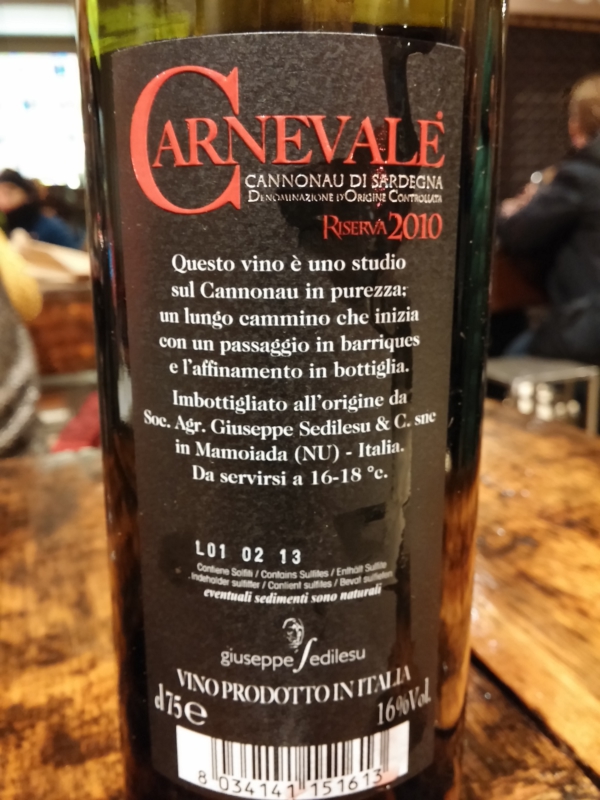 CARNEVALE
CANNONAU DI SARDEGNA
DENOMINAZIONE D'ORIGINE CONTROLLATA
RISERVA 2010
Questo vino è uno studio
sul Cannonau in purezza;
un lungo cammino che inizia
con un passaggio in barriques
e l'affinamento in bottiglia.
Imbottigliato all'origine da
Soc. Agr. Giuseppe Sedilesu & C. snc
in Mamoiada (NU) - Italia.
Da servirsi a 16-18 °c.
L01 02 13
Contiene Solfiti / Contains Sulfites / Enthält Sulfite
Indeholder sulfitter / Contient sulfites / Bevat sulfieten
eventuali sedimenti sono naturali
giuseppe Sedilesu
VINO PRODOTTO IN ITALIA
cl 75 e 16%Vol.
8 034141 151613